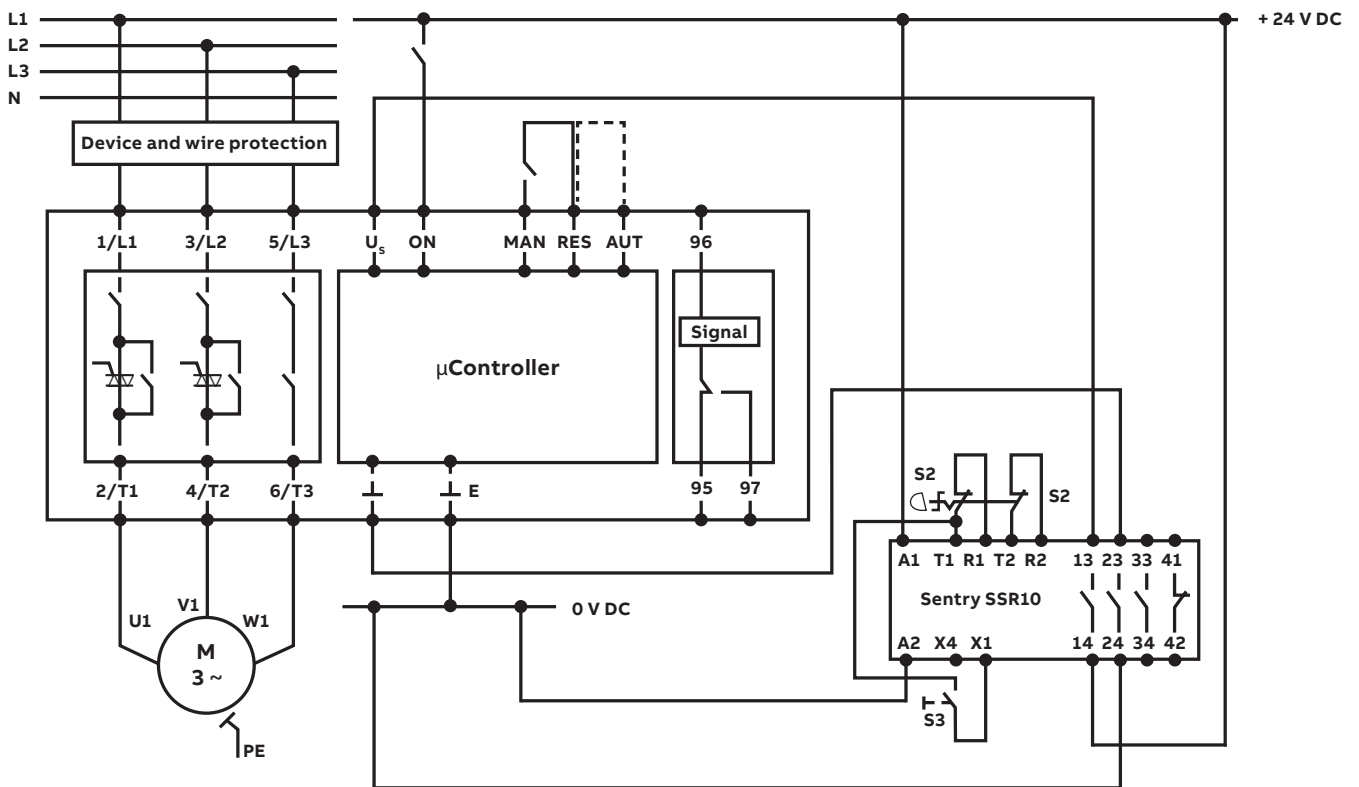 L1
+ 24 V DC
L2
L3
N
Device and wire protection
1/L1 3/L2 5/L3 Us ON MAN RES AUT 96
Signal
µController
2/T1 4/T2 6/T3 E 95 97
S2
S2
A1 T1 R1 T2 R2 13 23 33 41
Sentry SSR10
A2 X4 X1 14 24 34 42
0 V DC
U1 V1 W1
M
3 ~
S3
PE